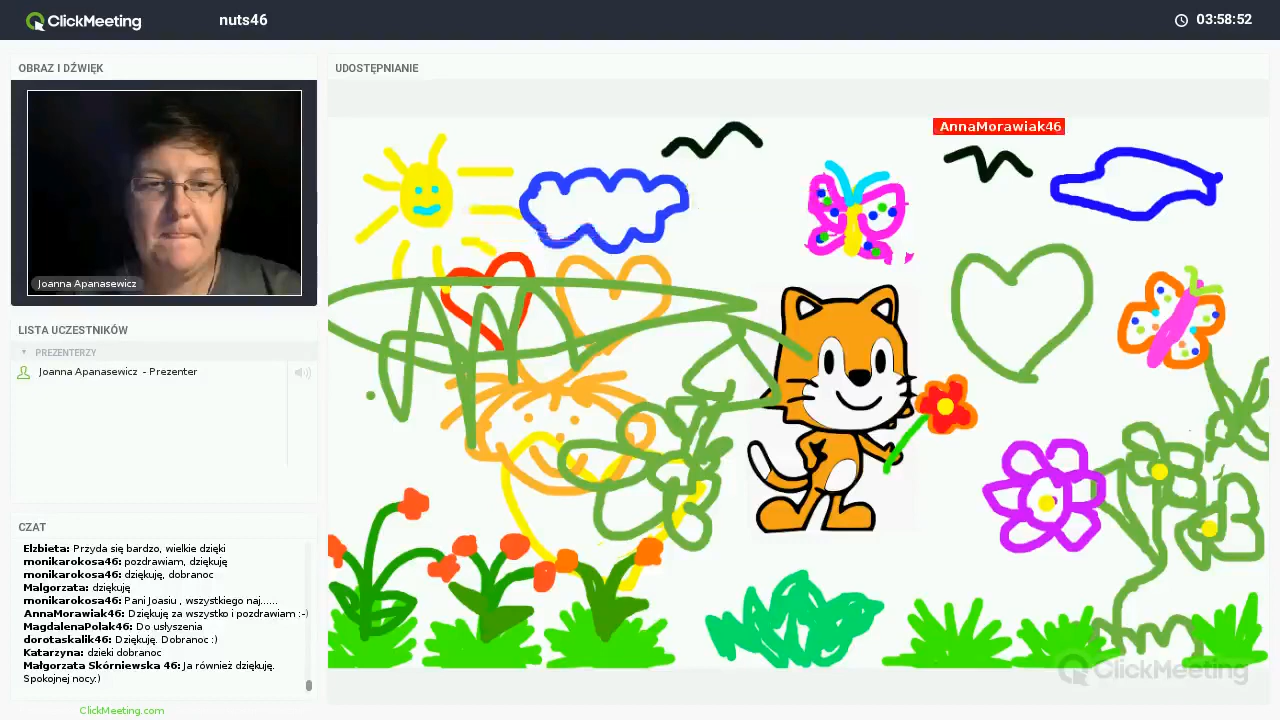 ClickMeeting
nuts46
03:58:52
OBRAZ I DŹWIĘK
UDOSTĘPNIANIE
AnnaMorawiak46
Joanna Apanasewicz
LISTA UCZESTNIKÓW
PREZENTERZY
Joanna Apanasewicz - Prezenter
CZAT
Elzbieta: Przyda się bardzo, wielkie dzięki
monikarokosa46: pozdrawiam, dziękuję
monikarokosa46: dziękuję, dobranoc
Malgorzata: dziękuję
monikarokosa46: Pani Joasiu , wszystkiego naj......
AnnaMorawiak46: Dziękuję za wszystko i pozdrawiam :-)
MagdalenaPolak46: Do usłyszenia
dorotaskalik46: Dziękuję. Dobranoc :)
Katarzyna: dzieki dobranoc
Małgorzata Skórniewska 46: Ja również dziękuję.
Spokojnej nocy:)
ClickMeeting
ClickMeeting.com